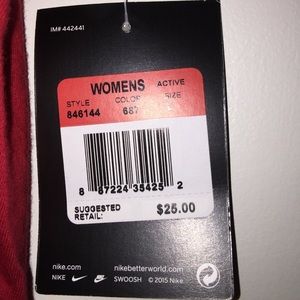 IM# 442441
WOMENS ACTIVE
STYLE COLOR SIZE
846144 687
8 87224 35425 2
SUGGESTED
RETAIL: $25.00
nike.com nikebetterworld.com
NIKE SWOOSH © 2015 Nike